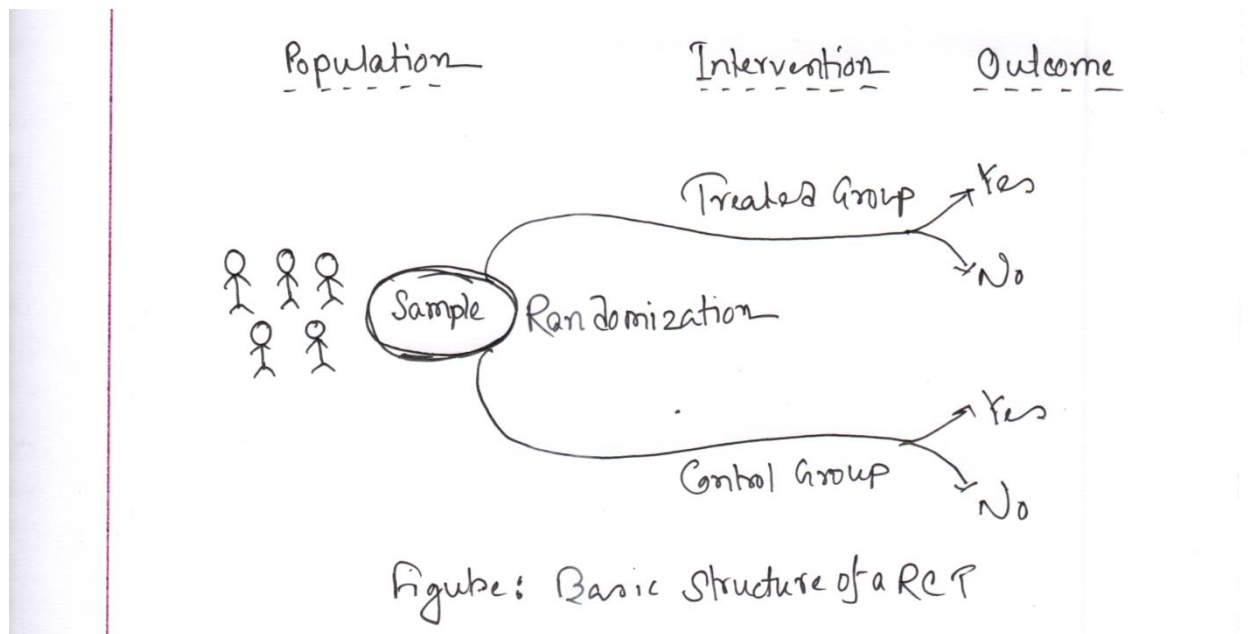 Population Intervention Outcome
Treated Group
Yes
No
Sample Randomization
Yes
Control Group
No
Figure: Basic Structure of a RCT